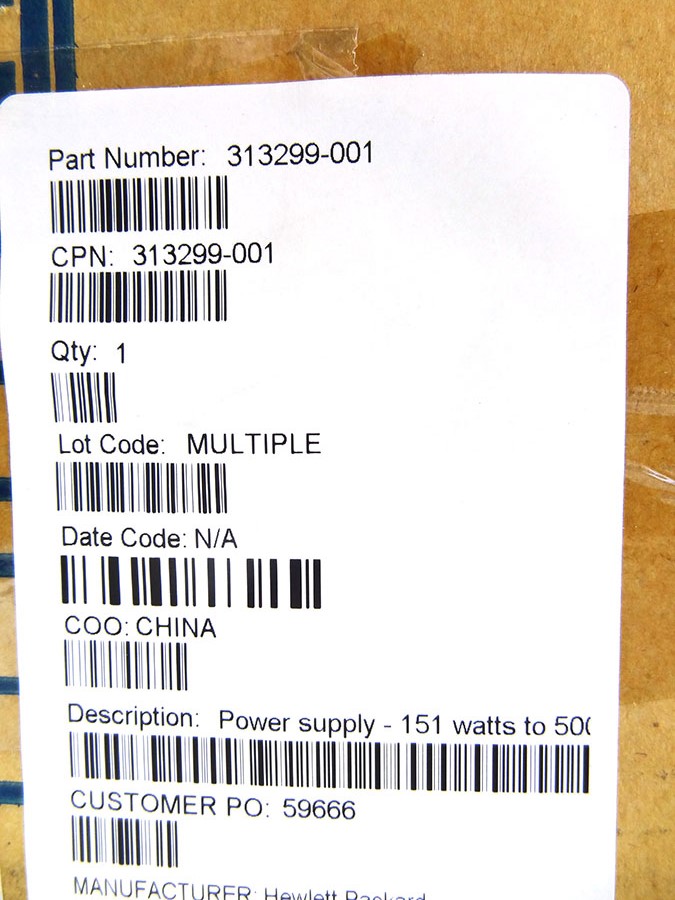 Part Number: 313299-001
CPN: 313299-001
Qty: 1
Lot Code: MULTIPLE
Date Code: N/A
COO: CHINA
Description: Power supply - 151 watts to 500
CUSTOMER PO: 59666
MANUFACTURER: Hewlett Packard